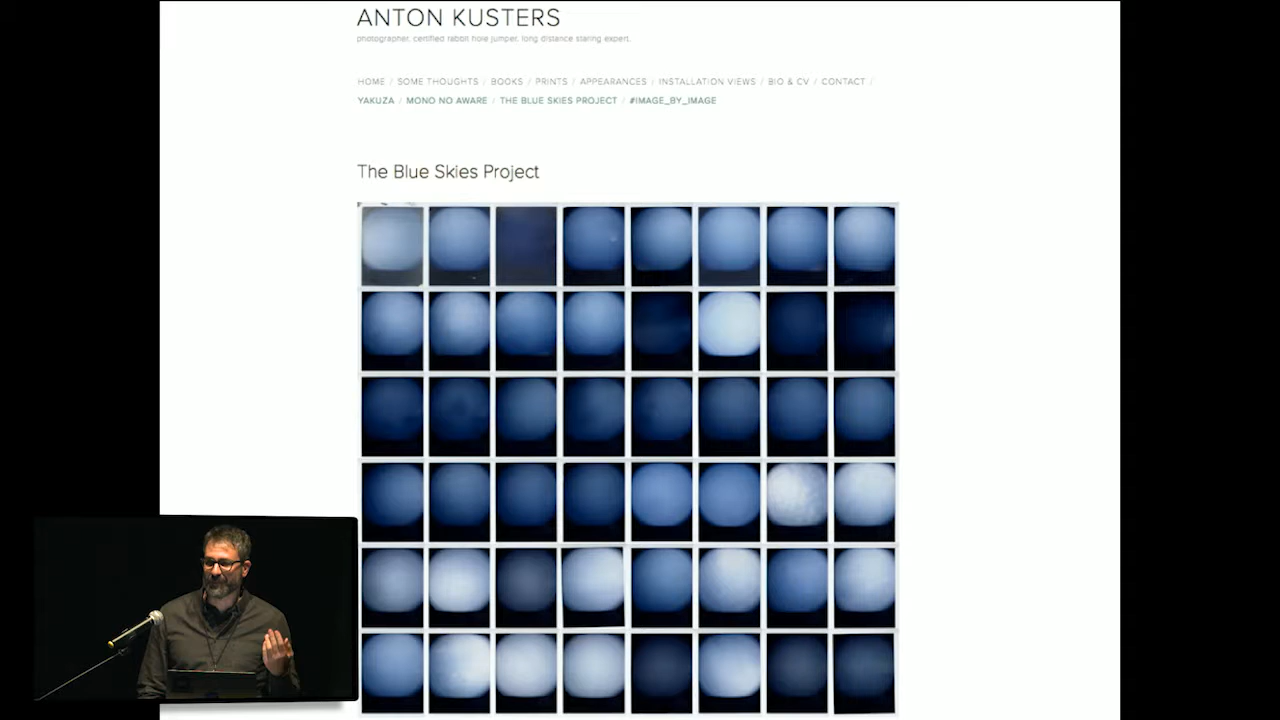 ANTON KUSTERS
photographer. certified rabbit hole jumper. long distance staring expert.
HOME / SOME THOUGHTS / BOOKS / PRINTS / APPEARANCES / INSTALLATION VIEWS / BIO & CV / CONTACT /
YAKUZA / MONO NO AWARE / THE BLUE SKIES PROJECT / #IMAGE_BY_IMAGE
The Blue Skies Project